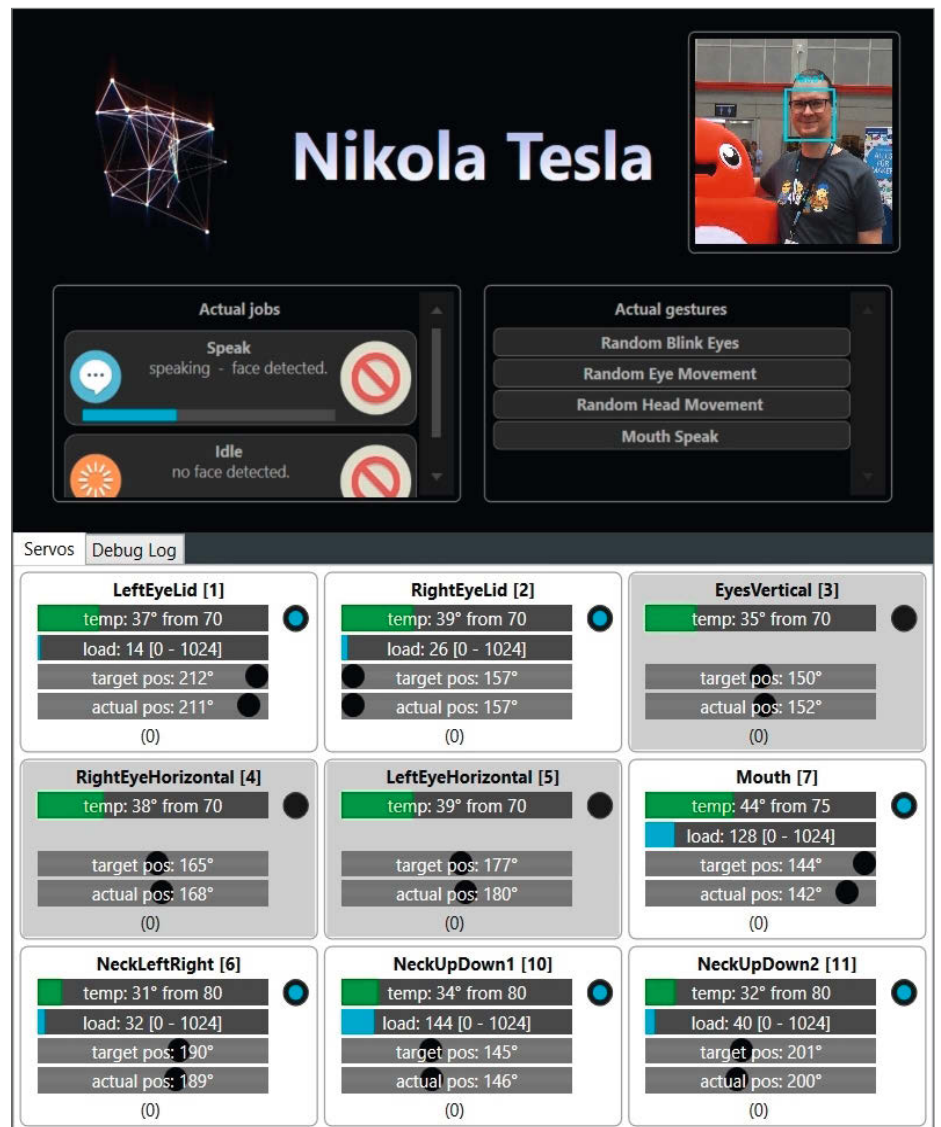 Nikola Tesla
Actual jobs
Speak
speaking - face detected.
Idle
no face detected.
Actual gestures
Random Blink Eyes
Random Eye Movement
Random Head Movement
Mouth Speak
Servos
Debug Log
LeftEyeLid [1]
temp: 37° from 70
load: 14 [0 - 1024]
target pos: 212°
actual pos: 211°
(0)
RightEyeLid [2]
temp: 39° from 70
load: 26 [0 - 1024]
target pos: 157°
actual pos: 157°
(0)
EyesVertical [3]
temp: 35° from 70
target pos: 150°
actual pos: 152°
(0)
RightEyeHorizontal [4]
temp: 38° from 70
target pos: 165°
actual pos: 168°
(0)
LeftEyeHorizontal [5]
temp: 39° from 70
target pos: 177°
actual pos: 180°
(0)
Mouth [7]
temp: 44° from 75
load: 128 [0 - 1024]
target pos: 144°
actual pos: 142°
(0)
NeckLeftRight [6]
temp: 31° from 80
load: 32 [0 - 1024]
target pos: 190°
actual pos: 189°
(0)
NeckUpDown1 [10]
temp: 34° from 80
load: 144 [0 - 1024]
target pos: 145°
actual pos: 146°
(0)
NeckUpDown2 [11]
temp: 32° from 80
load: 40 [0 - 1024]
target pos: 201°
actual pos: 200°
(0)